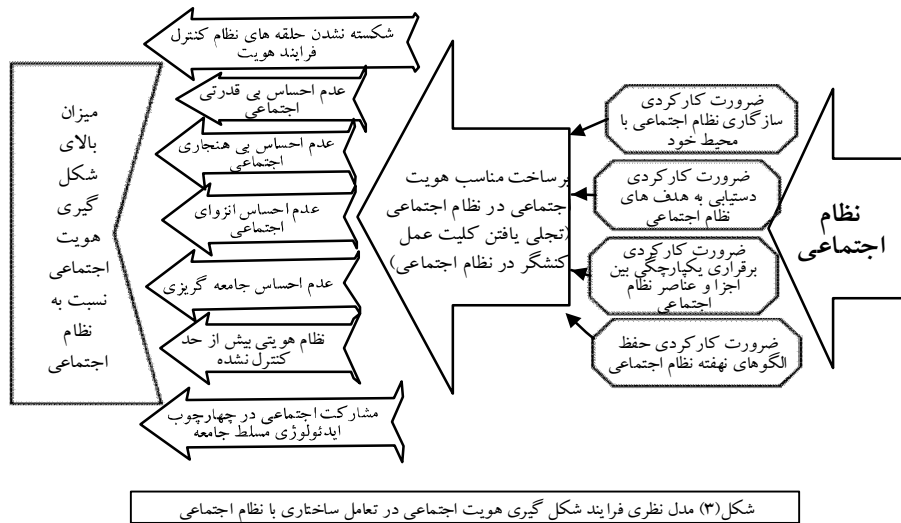 نظام
اجتماعی
ضرورت کارکردی
سازگاری نظام اجتماعی با
محیط خود
ضرورت کارکردی
دستیابی به هدف های
نظام اجتماعی
ضرورت کارکردی
برقراری یکپارچگی بین
اجزا و عناصر نظام
اجتماعی
ضرورت کارکردی حفظ
الگوهای نهفته نظام اجتماعی
برساخت مناسب هویت
اجتماعی در نظام اجتماعی
(تجلی یافتن کلیت عمل
کنشگر در نظام اجتماعی)
شکسته نشدن حلقه های نظام کنترل
فرایند هویت
عدم احساس بی قدرتی
اجتماعی
عدم احساس بی هنجاری
اجتماعی
عدم احساس انزوای
اجتماعی
عدم احساس جامعه گریزی
نظام هویتی بیش از حد
کنترل نشده
مشارکت اجتماعی در چهارچوب
ایدئولوژی مسلط جامعه
میزان
بالای
شکل
گیری
هویت
اجتماعی
نسبت به
نظام
اجتماعی
شکل(۳) مدل نظری فرایند شکل گیری هویت اجتماعی در تعامل ساختاری با نظام اجتماعی